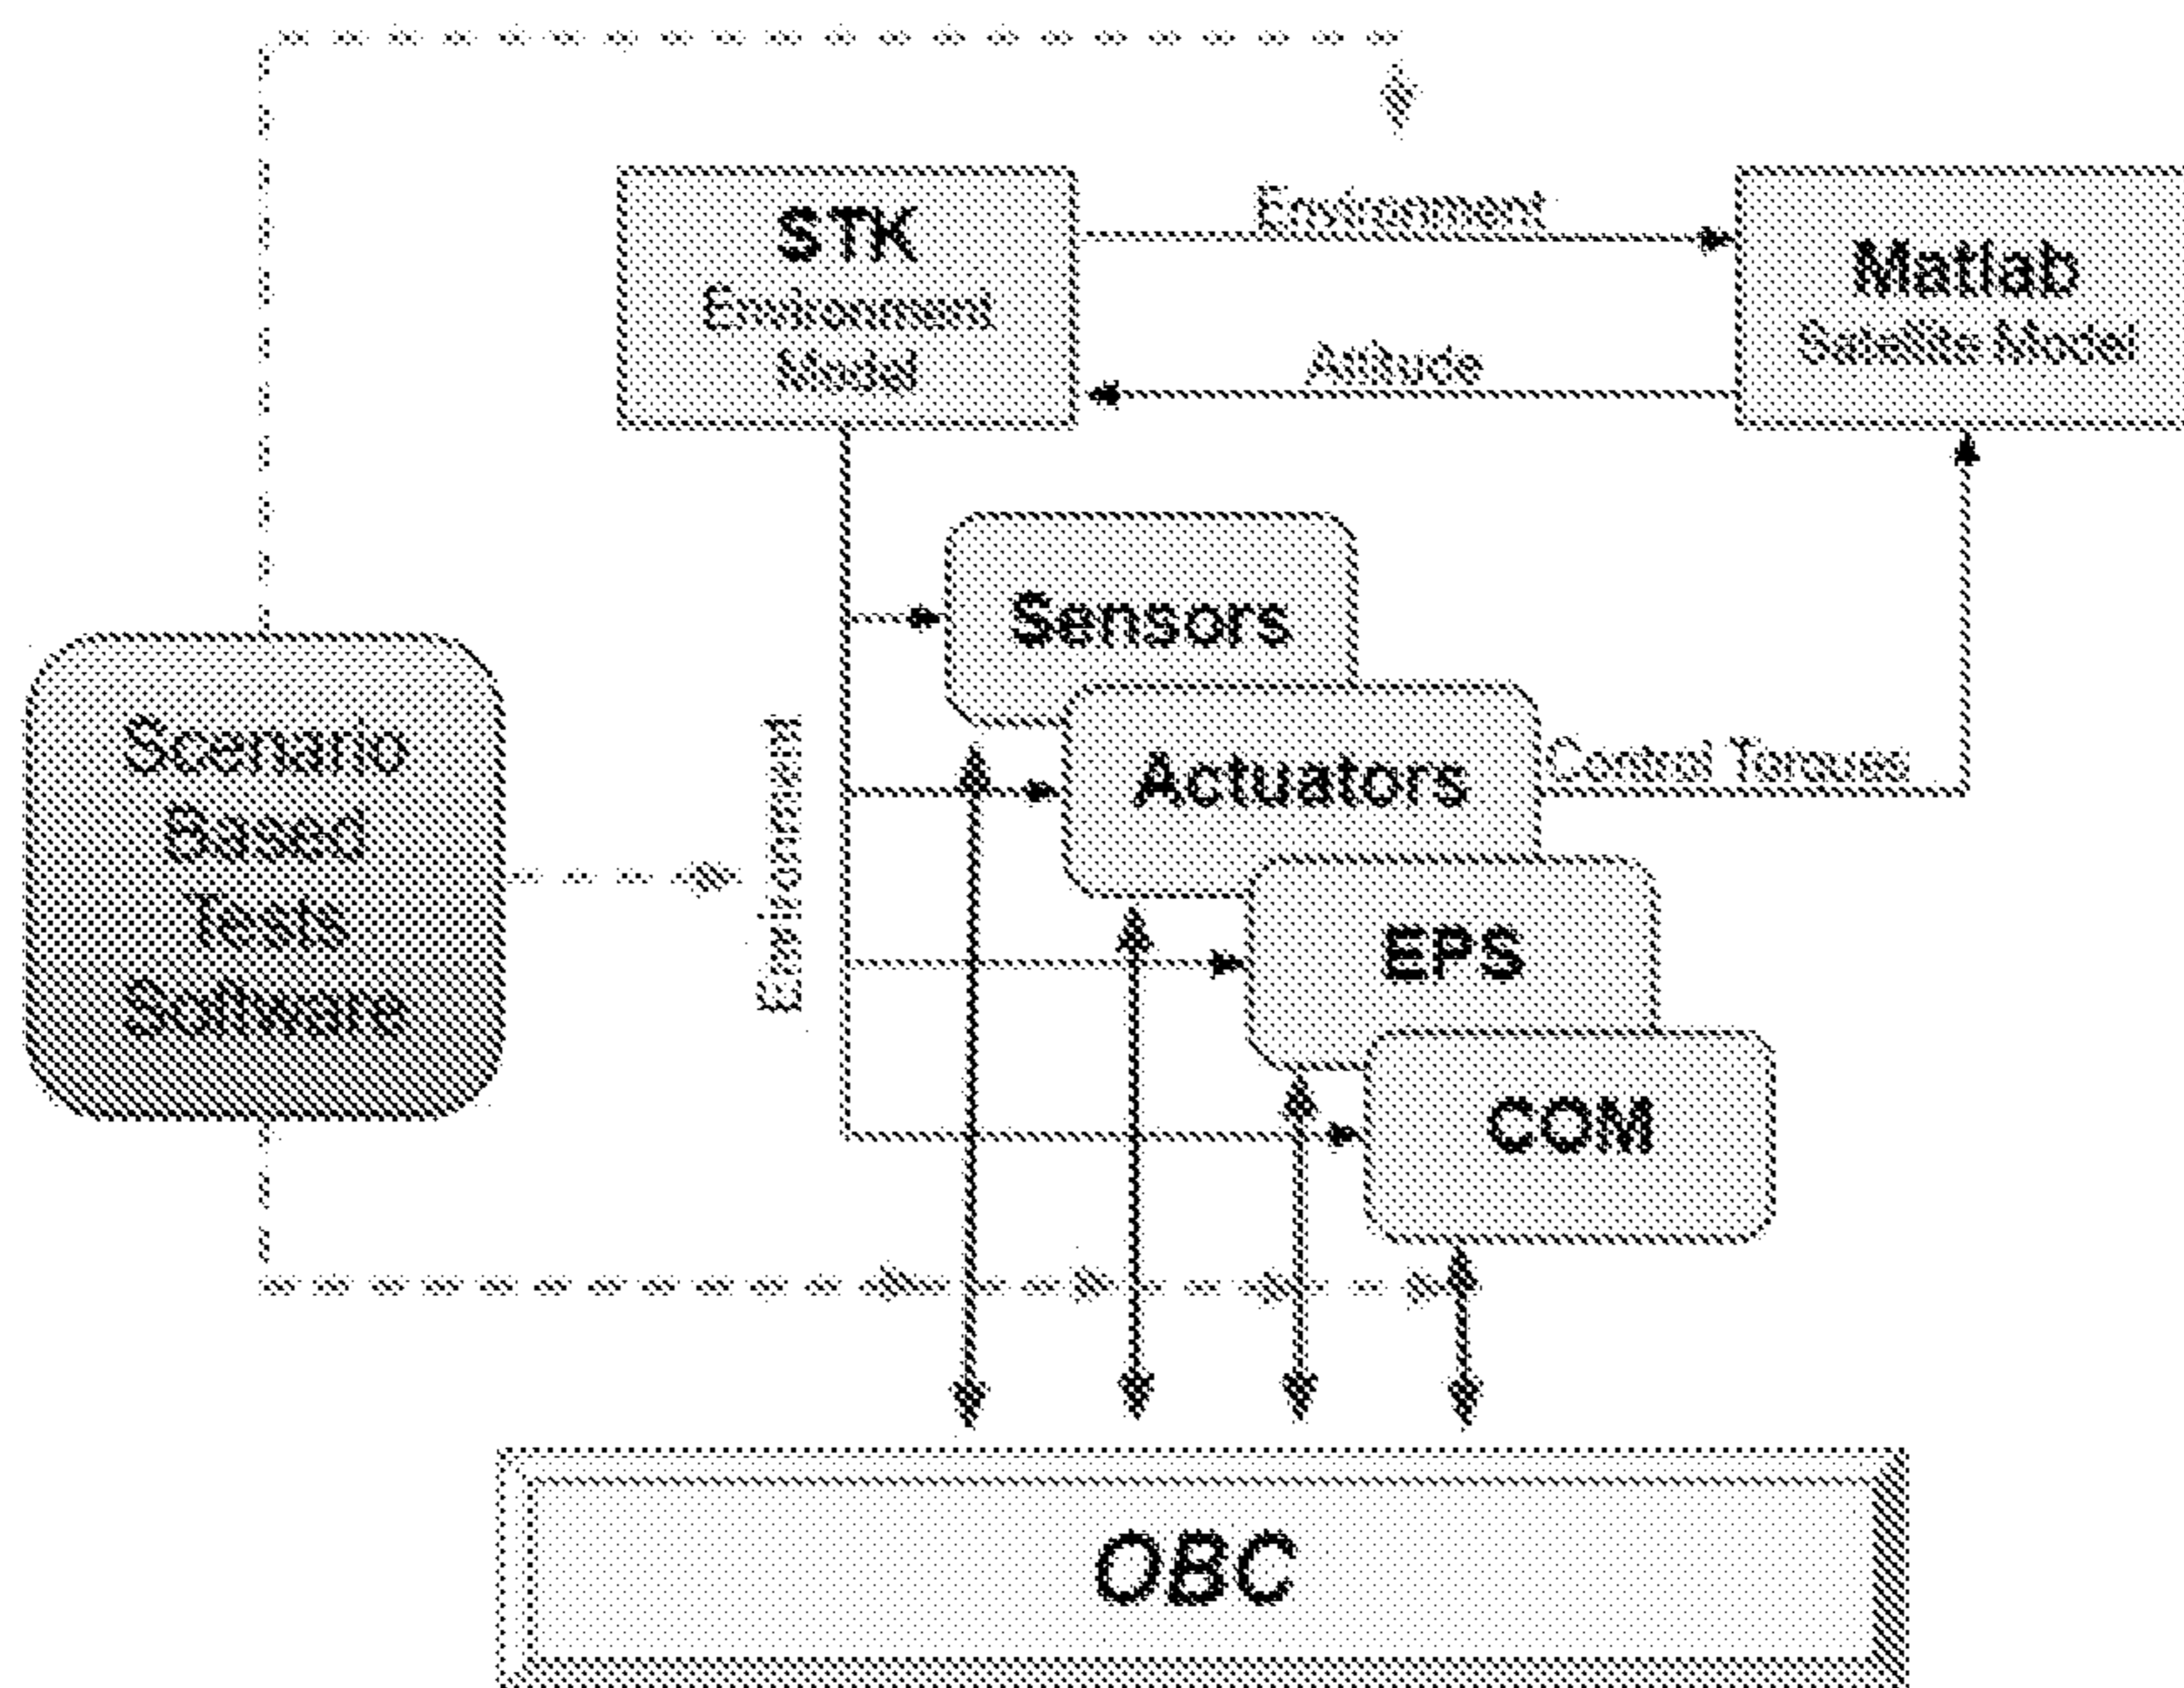 STK
Environment
Model
Environment
Matlab
Satellite Model
Attitude
Sensors
Scenario
Based
Tests
Software
Environment
Actuators
Control Torques
EPS
COM
OBC